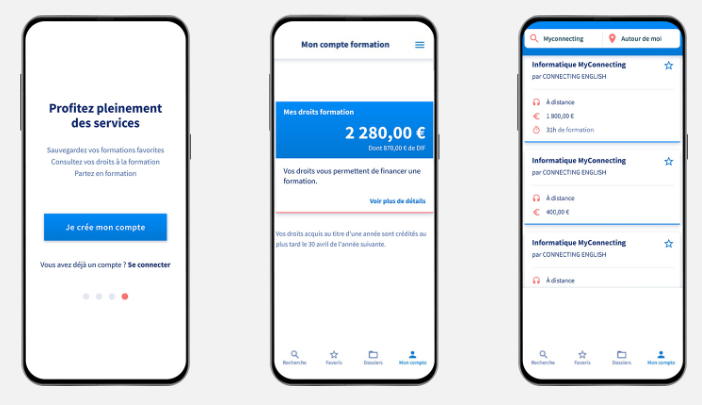 Profitez pleinement
des services
Sauvegardez vos formations favorites
Consultez vos droits à la formation
Partez en formation
Je crée mon compte
Vous avez déjà un compte ? Se connecter
Mon compte formation
Mes droits formation
2 280,00 €
Dont 870,00 € de DIF
Vos droits vous permettent de financer une
formation.
Voir plus de détails
Vos droits acquis au titre d'une année sont crédités au
plus tard le 30 avril de l'année suivante.
Recherche Favoris Dossiers Mon compte
Myconnecting Autour de moi
Informatique MyConnecting
par CONNECTING ENGLISH
À distance
1 800,00 €
31h de formation
Informatique MyConnecting
par CONNECTING ENGLISH
À distance
400,00 €
Informatique MyConnecting
par CONNECTING ENGLISH
À distance
Recherche Favoris Dossiers Mon compte